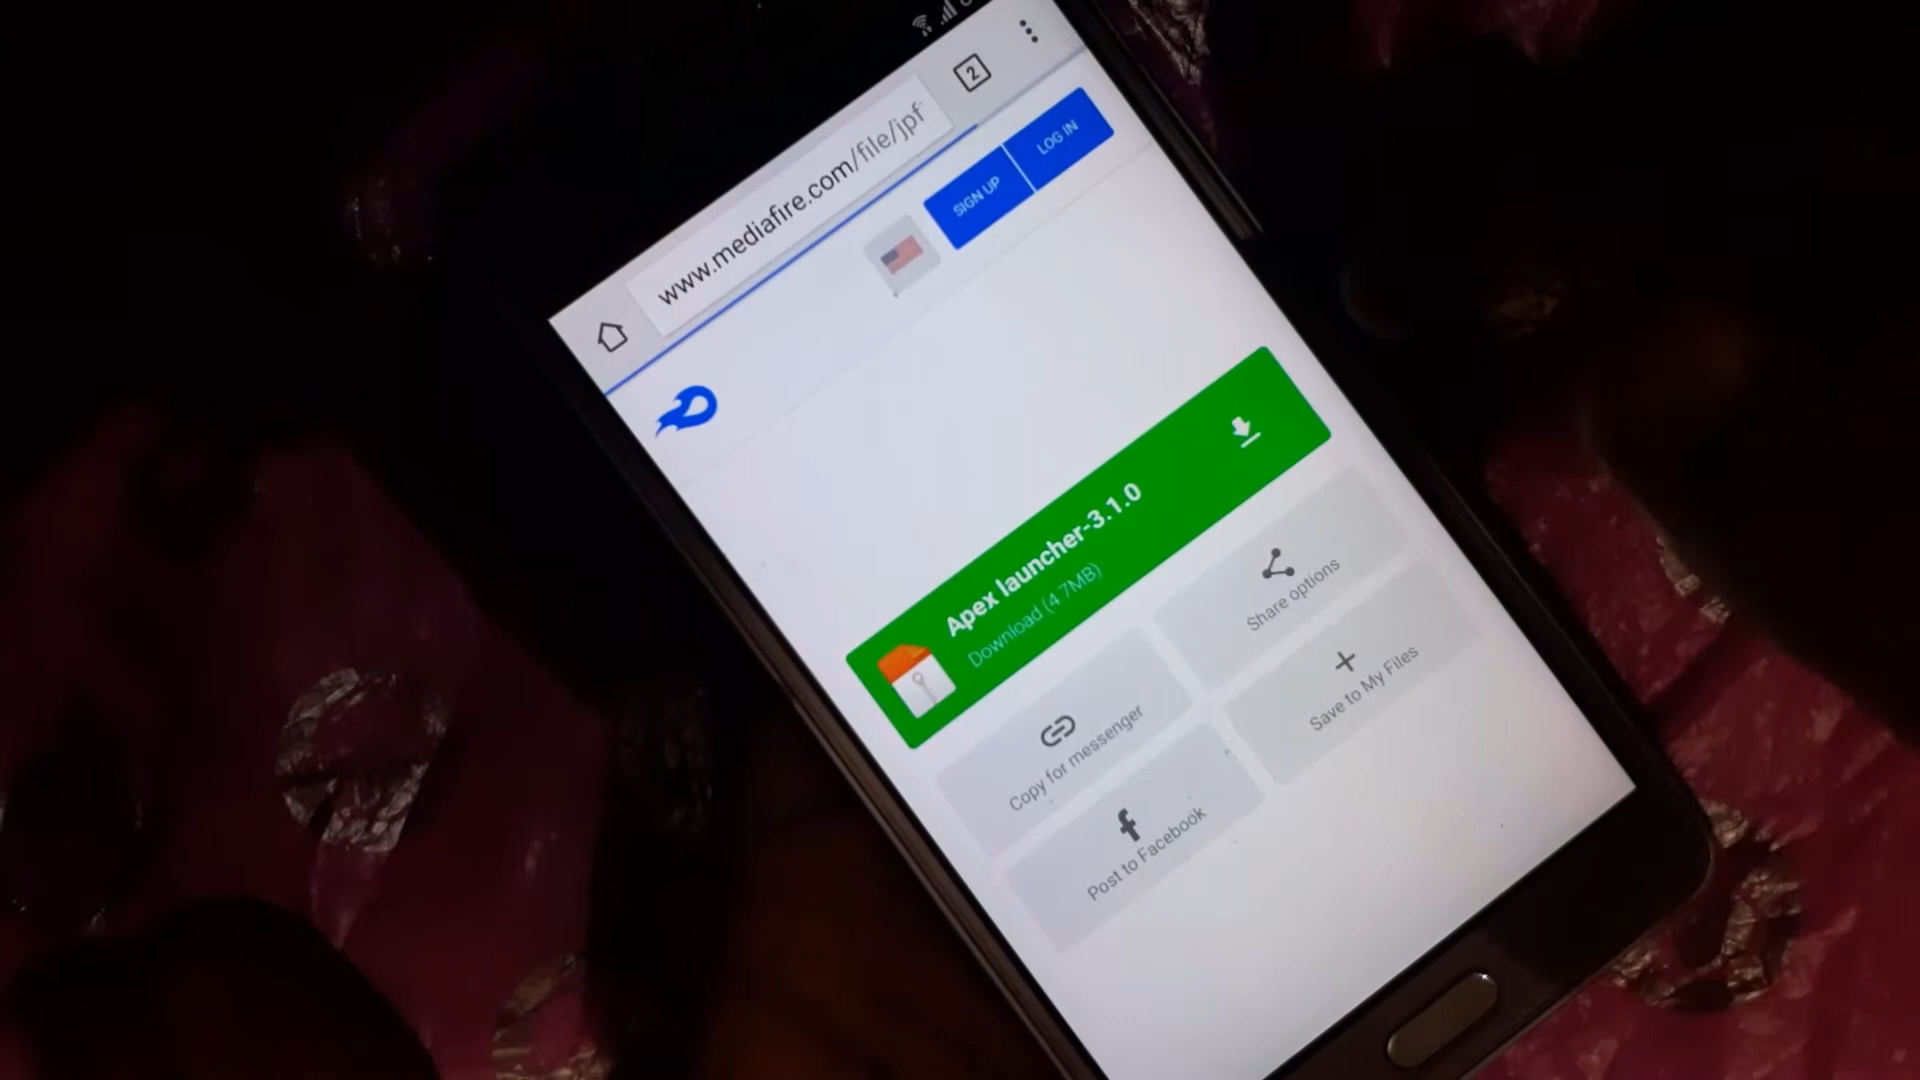 2
www.mediafire.com/file/jpf
SIGN UP
LOG IN
Apex launcher-3.1.0
Download (4.7MB)
Copy for messenger
Share options
Post to Facebook
Save to My Files